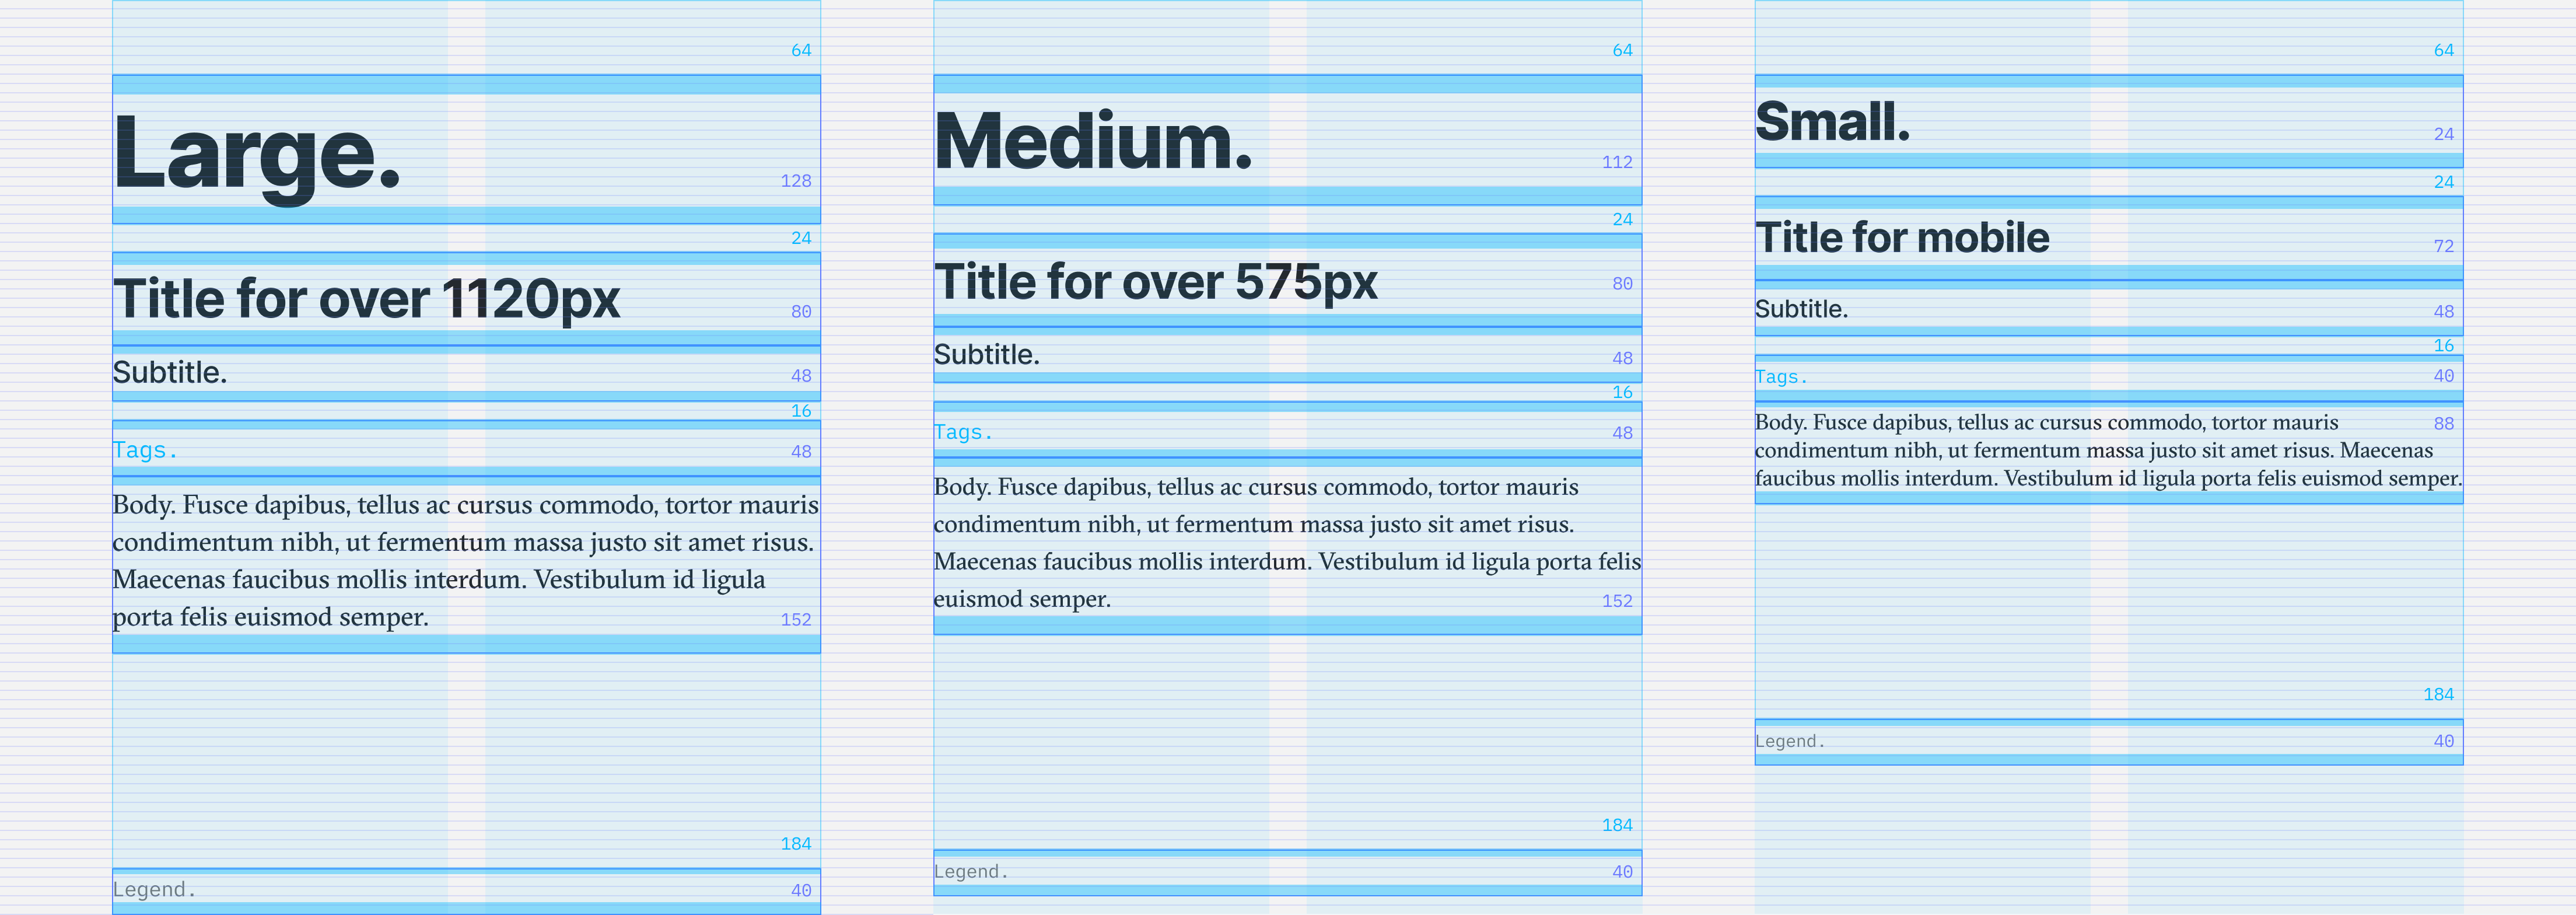 64
Large.
128
24
Title for over 1120px
80
Subtitle.
48
16
Tags.
48
Body. Fusce dapibus, tellus ac cursus commodo, tortor mauris
condimentum nibh, ut fermentum massa justo sit amet risus.
Maecenas faucibus mollis interdum. Vestibulum id ligula
porta felis euismod semper.
152
184
Legend.
40
64
Medium.
112
24
Title for over 575px
80
Subtitle.
48
16
Tags.
48
Body. Fusce dapibus, tellus ac cursus commodo, tortor mauris
condimentum nibh, ut fermentum massa justo sit amet risus.
Maecenas faucibus mollis interdum. Vestibulum id ligula porta felis
euismod semper.
152
184
Legend.
40
64
Small.
24
24
Title for mobile
72
Subtitle.
48
16
Tags.
40
Body. Fusce dapibus, tellus ac cursus commodo, tortor mauris
88
condimentum nibh, ut fermentum massa justo sit amet risus. Maecenas
faucibus mollis interdum. Vestibulum id ligula porta felis euismod semper.
184
Legend.
40